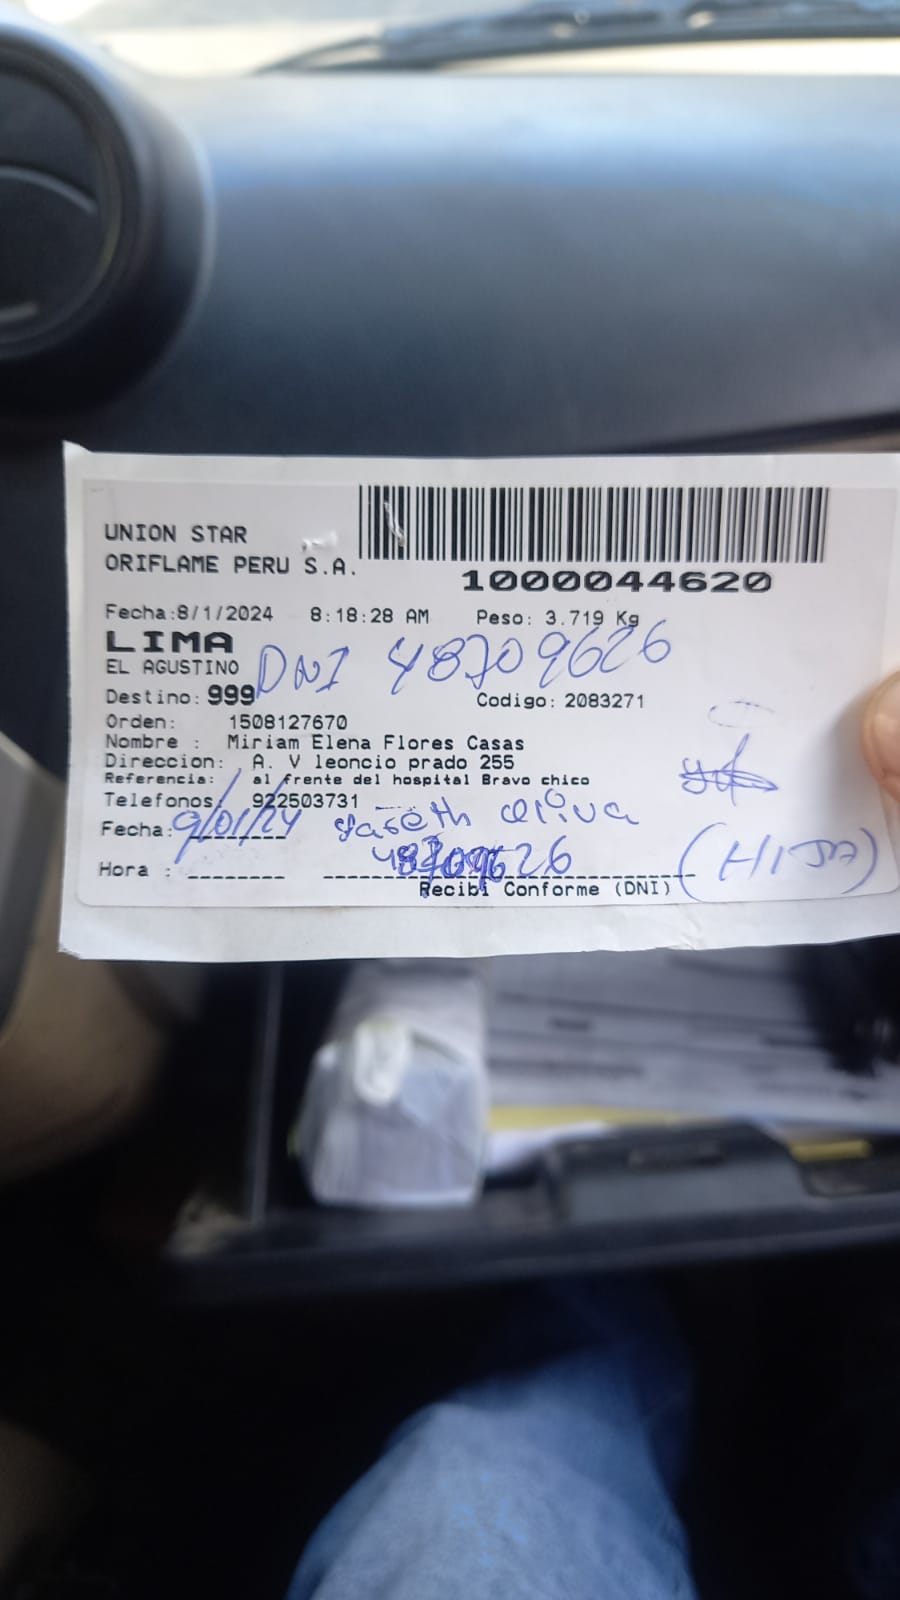 UNION STAR
ORIFLAME PERU S.A.
1000044620
Fecha:8/1/2024 8:18:28 AM Peso: 3.719 Kg
LIMA
EL AGUSTINO DNI 48709626
Destino: 999 Codigo: 2083271
Orden: 1508127670
Nombre : Miriam Elena Flores Casas
Direccion: A. V leoncio prado 255
Referencia: al frente del hospital Bravo chico
Telefonos: 922503731
Fecha: 9/01/24
48709626 (HIJA)
Hora :
Recibi Conforme (DNI)